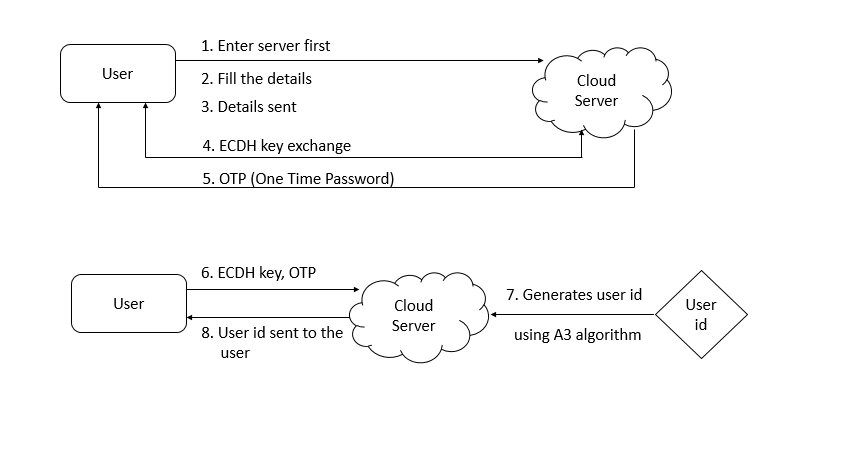 1. Enter server first
User
2. Fill the details
Cloud
Server
3. Details sent
4. ECDH key exchange
5. OTP (One Time Password)
6. ECDH key, OTP
User
Cloud
Server
7. Generates user id
User
id
8. User id sent to the
user
using A3 algorithm